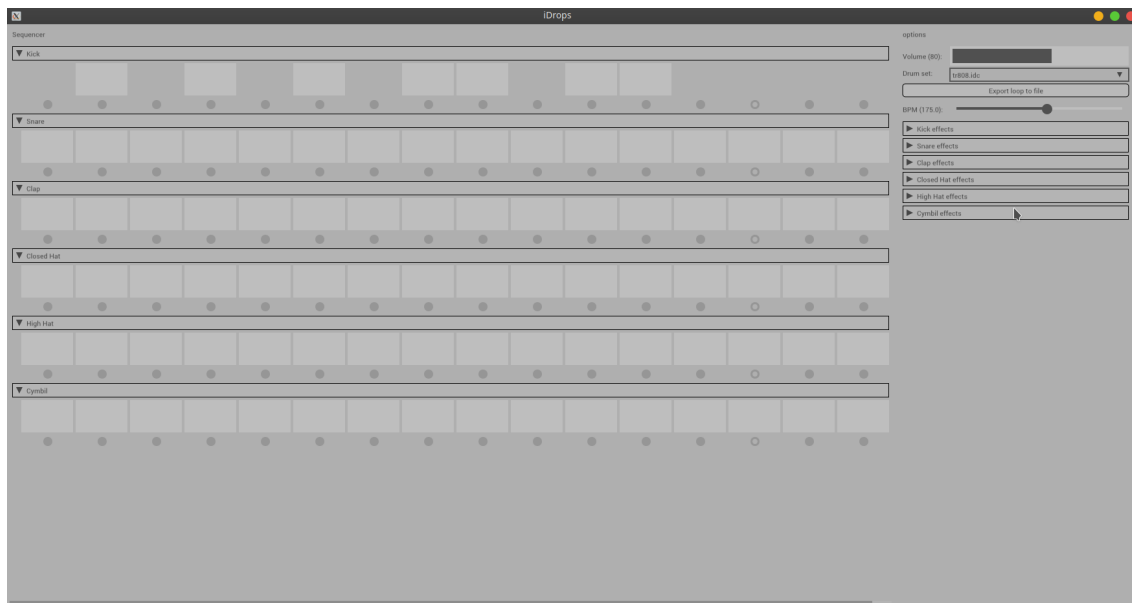 iDrops
Sequencer
Kick
Snare
Clap
Closed Hat
High Hat
Cymbil
options
Volume (80):
Drum set: tr808.idc
Export loop to file
BPM (175.0):
Kick effects
Snare effects
Clap effects
Closed Hat effects
High Hat effects
Cymbil effects